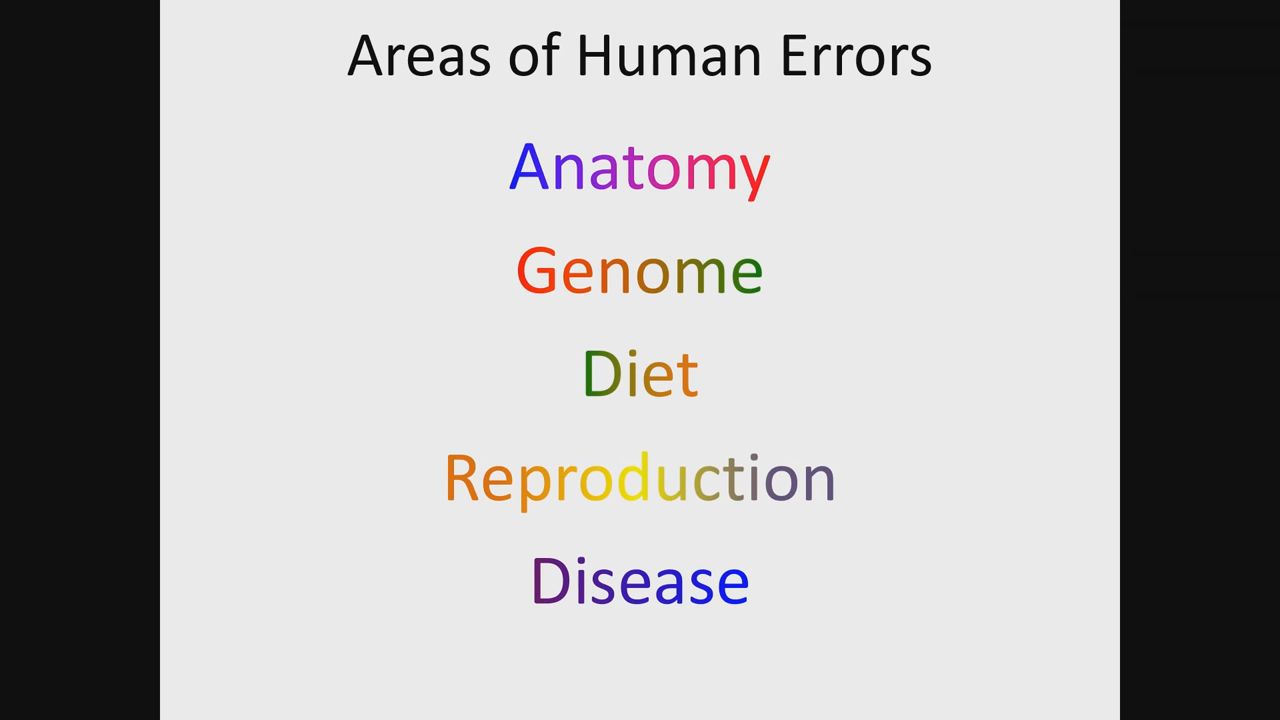 Areas of Human Errors
Anatomy
Genome
Diet
Reproduction
Disease